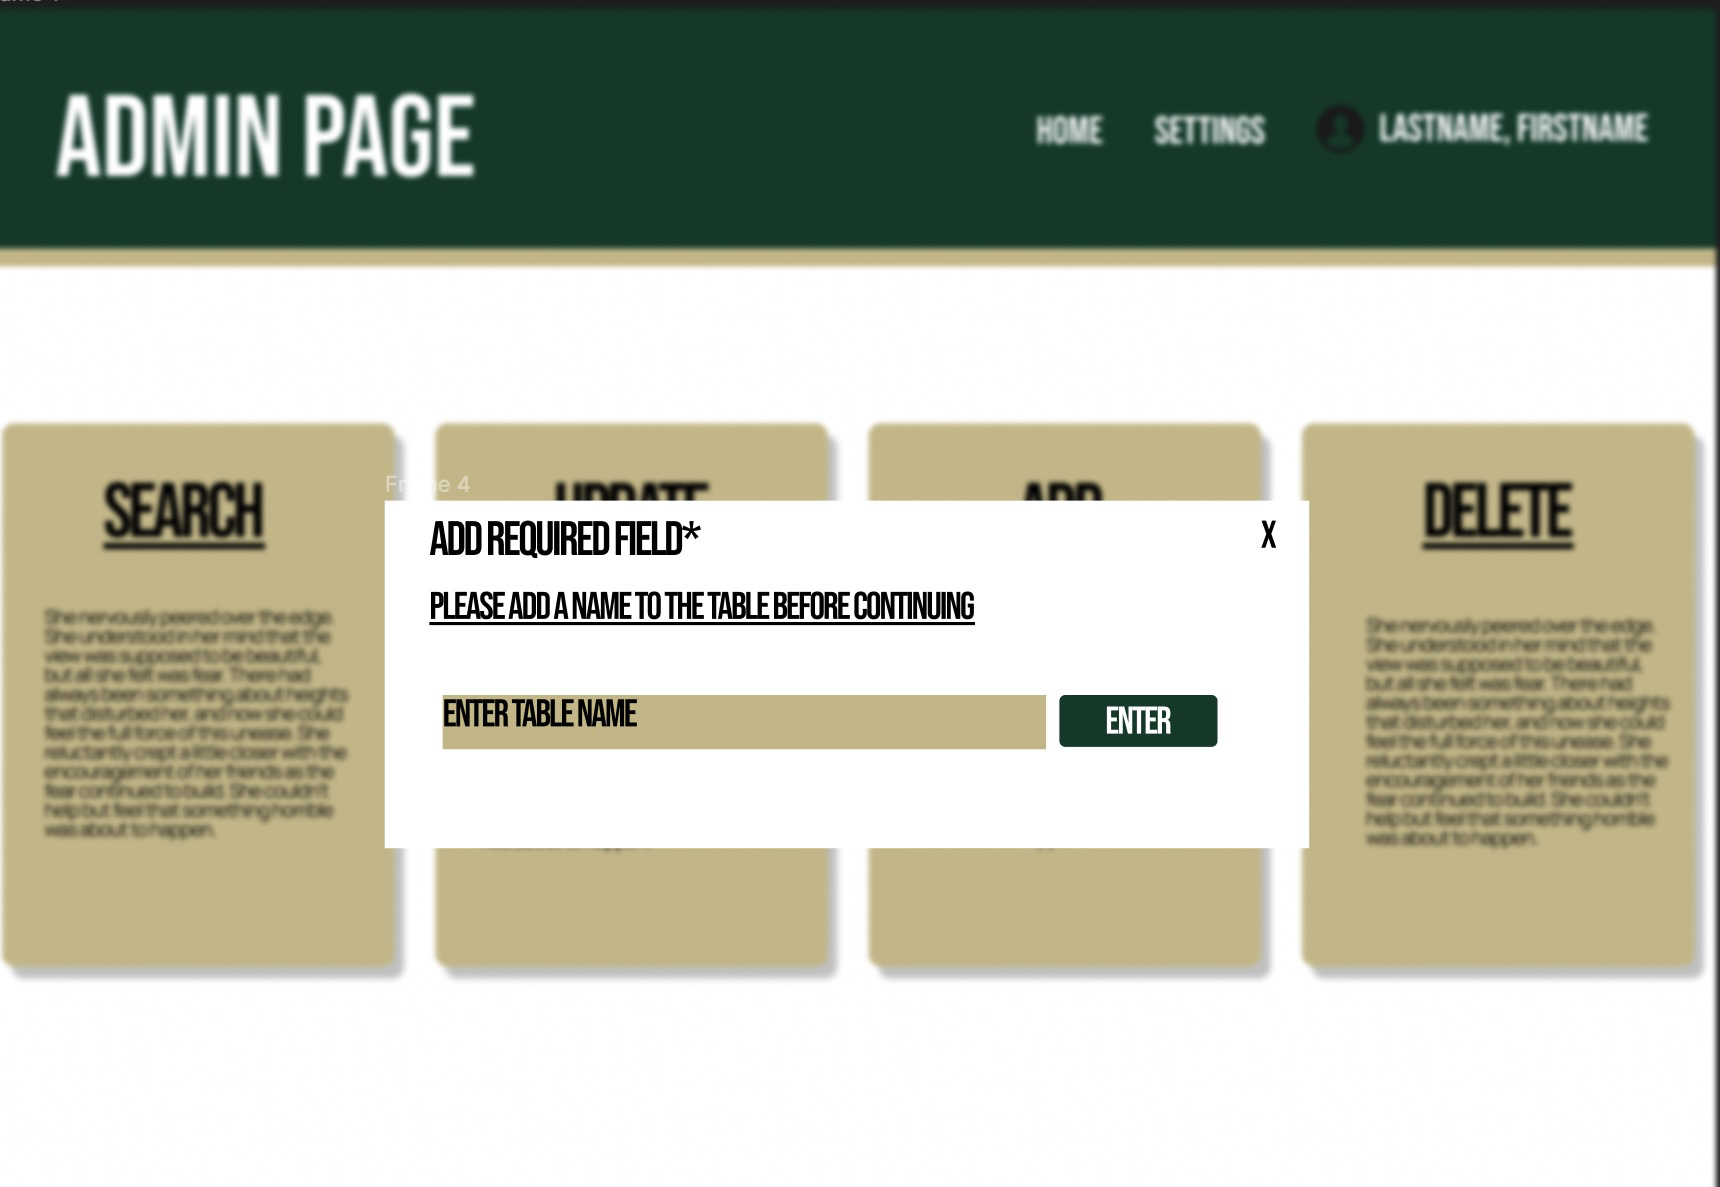 ADMIN PAGE
HOME
SETTINGS
LASTNAME, FIRSTNAME
SEARCH
UPDATE
ADD
DELETE
Frame 4
ADD REQUIRED FIELD*
X
PLEASE ADD A NAME TO THE TABLE BEFORE CONTINUING
ENTER TABLE NAME
ENTER
She nervously peered over the edge.
She understood in her mind that the
view was supposed to be beautiful,
but all she felt was fear. There had
always been something about heights
that disturbed her, and now she could
feel the full force of this unease. She
reluctantly crept a little closer with the
encouragement of her friends as the
fear continued to build. She couldn't
help but feel that something horrible
was about to happen.
She nervously peered over the edge.
She understood in her mind that the
view was supposed to be beautiful,
but all she felt was fear. There had
always been something about heights
that disturbed her, and now she could
feel the full force of this unease. She
reluctantly crept a little closer with the
encouragement of her friends as the
fear continued to build. She couldn't
help but feel that something horrible
was about to happen.